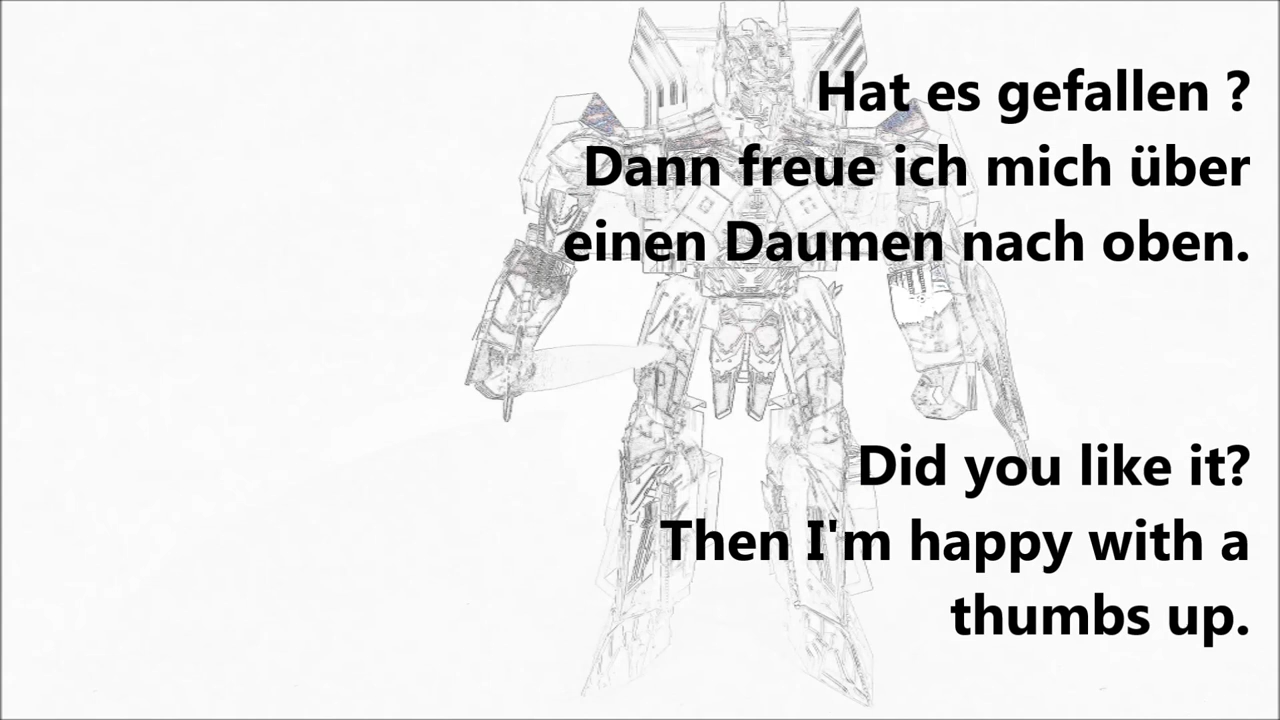 Hat es gefallen ?
Dann freue ich mich über
einen Daumen nach oben.
Did you like it?
Then I'm happy with a
thumbs up.